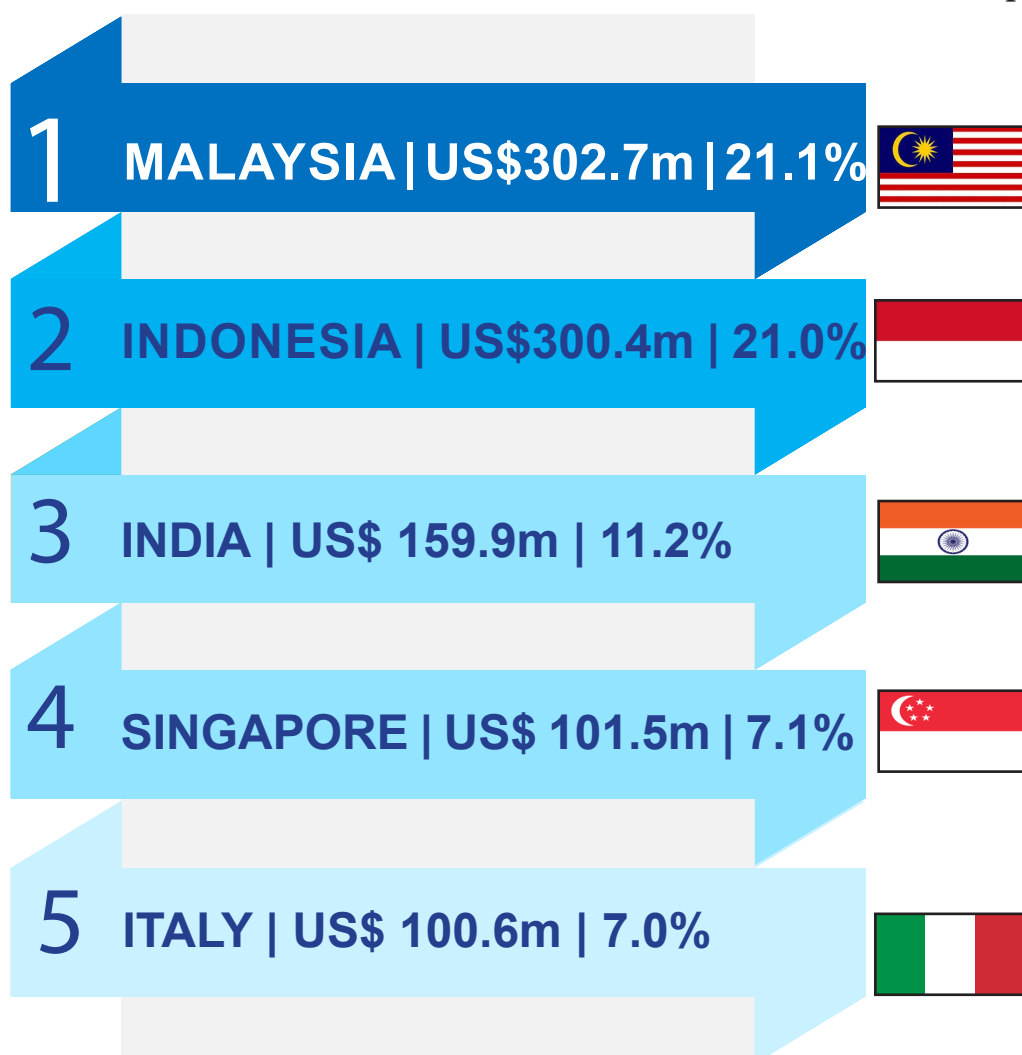 1 MALAYSIA | US$302.7m | 21.1%
2 INDONESIA | US$300.4m | 21.0%
3 INDIA | US$ 159.9m | 11.2%
4 SINGAPORE | US$ 101.5m | 7.1%
5 ITALY | US$ 100.6m | 7.0%